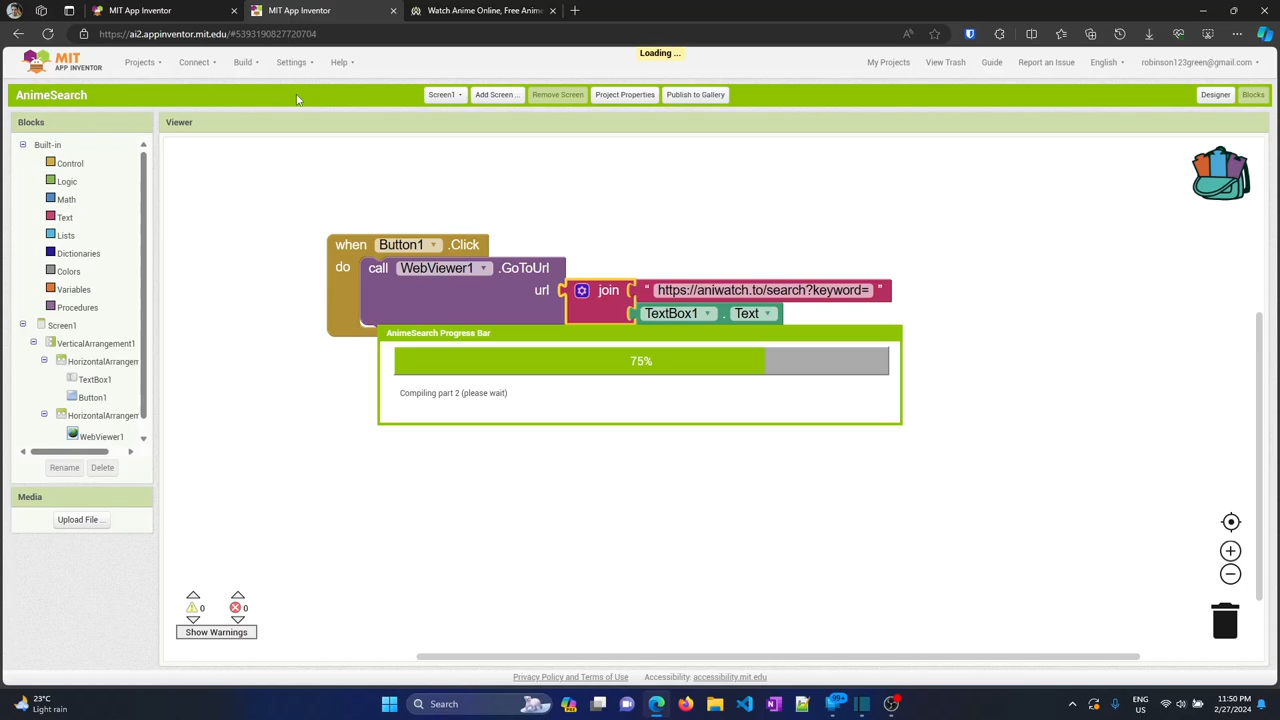 MIT App Inventor
MIT App Inventor
Watch Anime Online, Free Anime
https://ai2.appinventor.mit.edu/#5393190827720704
MIT
APP INVENTOR
Projects
Connect
Build
Settings
Help
Loading ...
My Projects
View Trash
Guide
Report an Issue
English
robinson123green@gmail.com
AnimeSearch
Screen1
Add Screen ...
Remove Screen
Project Properties
Publish to Gallery
Designer
Blocks
Blocks
Viewer
Built-in
Control
Logic
Math
Text
Lists
Dictionaries
Colors
Variables
Procedures
Screen1
VerticalArrangement1
HorizontalArrangem
TextBox1
Button1
HorizontalArrangem
WebViewer1
Rename
Delete
Media
Upload File ...
when Button1 .Click
do call WebViewer1 .GoToUrl
url join “ https://aniwatch.to/search?keyword= ”
TextBox1 . Text
AnimeSearch Progress Bar
75%
Compiling part 2 (please wait)
0
0
Show Warnings
Privacy Policy and Terms of Use
Accessibility: accessibility.mit.edu
23°C
Light rain
Search
99+
ENG
US
11:50 PM
2/27/2024